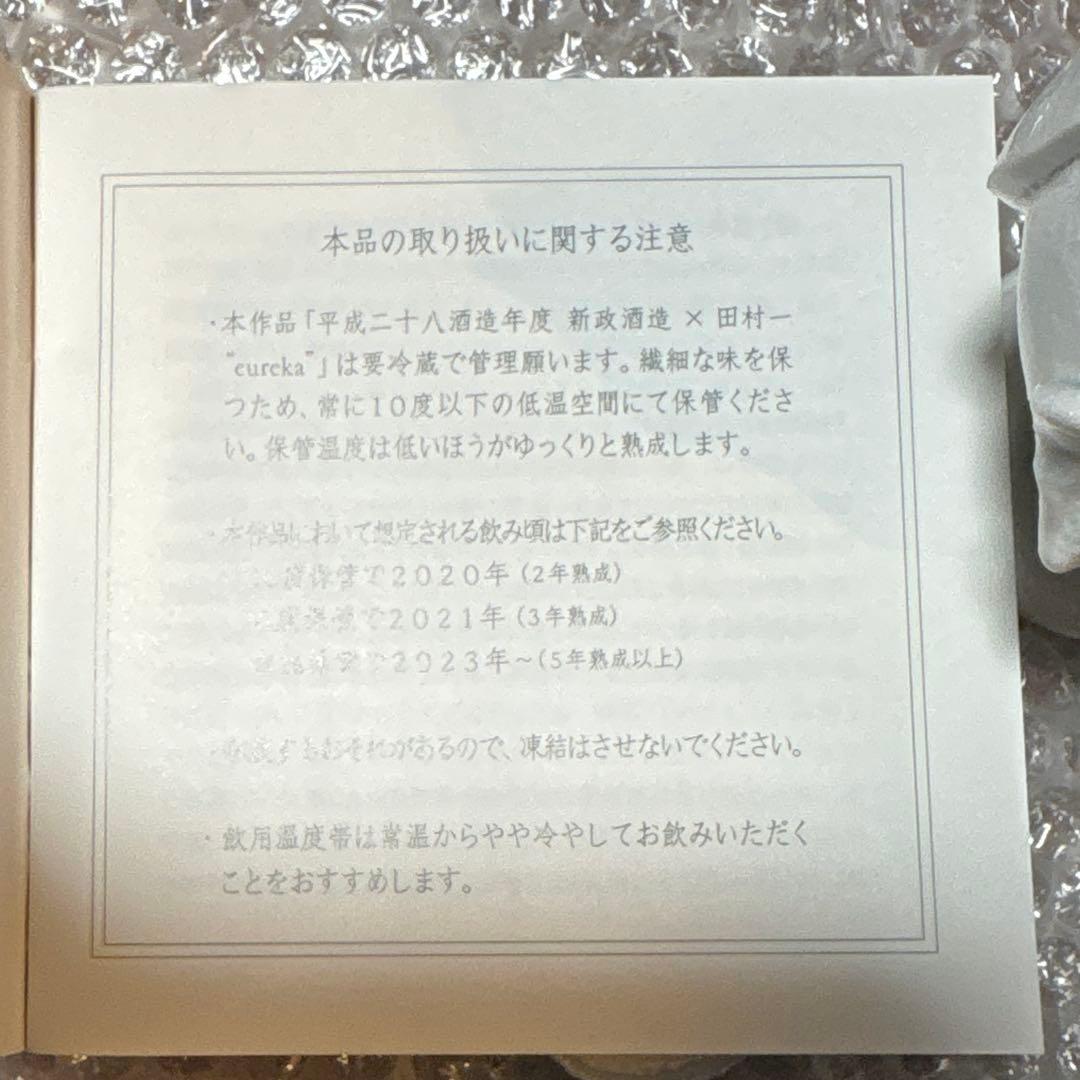 本品の取り扱いに関する注意
・本作品「平成二十八酒造年度 新政酒造 × 田村一
“eureka”」は要冷蔵で管理願います。繊細な味を保
つため、常に10度以下の低温空間にて保管くださ
い。保管温度は低いほうがゆっくりと熟成します。
・本作品において想定される飲み頃は下記をご参照ください。
保管で2020年（2年熟成）
で2021年（3年熟成）
2023年～（5年熟成以上）
おそれがあるので、凍結はさせないでください。
・飲用温度帯は常温からやや冷やしてお飲みいただく
ことをおすすめします。